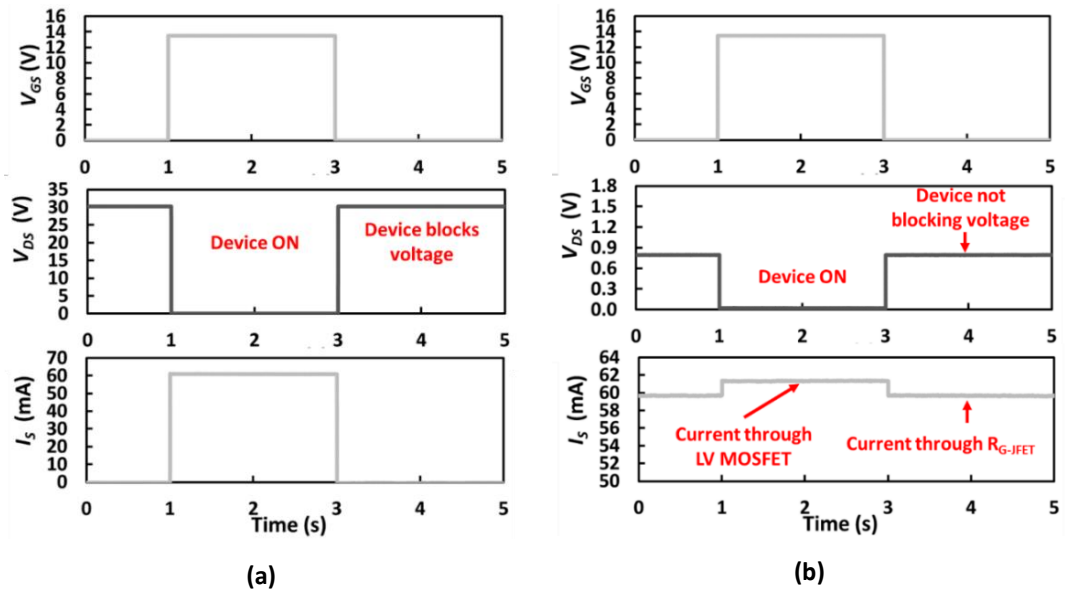 16
14
12
10
8
6
4
2
0
V_GS (V)
0 1 2 3 4 5
35
30
25
20
15
10
5
0
V_DS (V)
Device ON
Device blocks
voltage
0 1 2 3 4 5
70
60
50
40
30
20
10
0
I_S (mA)
0 1 2 3 4 5
Time (s)
(a)
16
14
12
10
8
6
4
2
0
V_GS (V)
0 1 2 3 4 5
1.8
1.5
1.2
0.9
0.6
0.3
0.0
V_DS (V)
Device not
blocking voltage
Device ON
0 1 2 3 4 5
64
62
60
58
56
54
52
50
I_S (mA)
Current through
LV MOSFET
Current through R_G-JFET
0 1 2 3 4 5
Time (s)
(b)